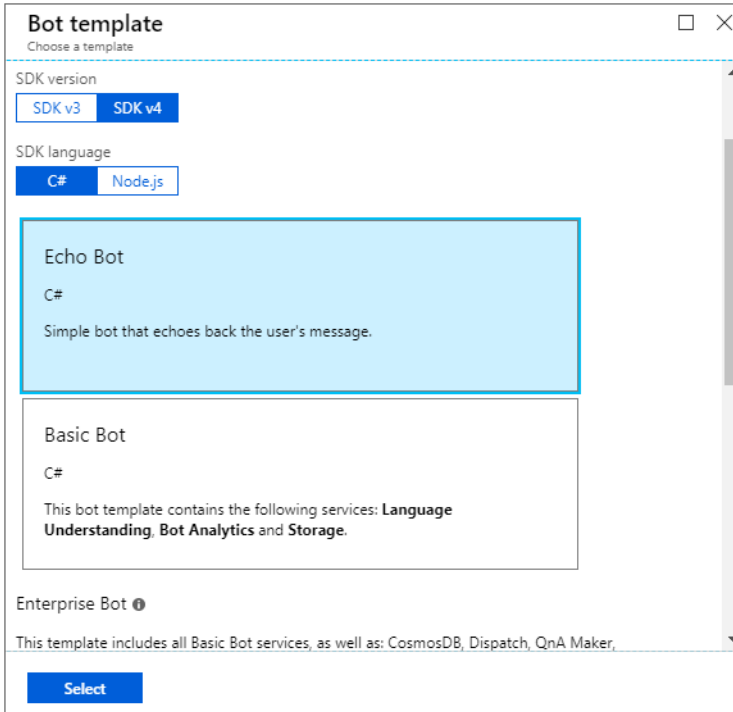 Bot template
Choose a template
SDK version
SDK v3 SDK v4
SDK language
C# Node.js
Echo Bot
C#
Simple bot that echoes back the user's message.
Basic Bot
C#
This bot template contains the following services: Language
Understanding, Bot Analytics and Storage.
Enterprise Bot
This template includes all Basic Bot services, as well as: CosmosDB, Dispatch, QnA Maker,
Select